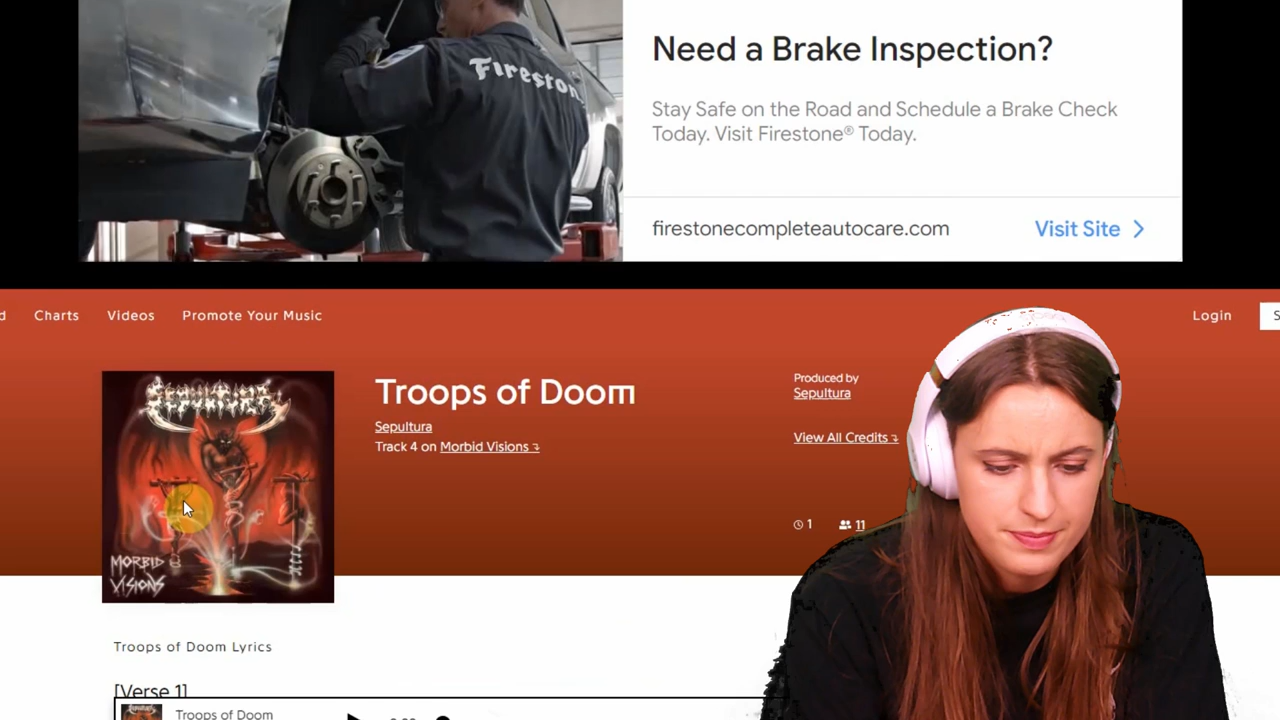 Need a Brake Inspection?
Stay Safe on the Road and Schedule a Brake Check
Today. Visit Firestone® Today.
firestonecompleteautocare.com
Visit Site
Charts
Videos
Promote Your Music
Login
SEPULTURA
MORBID
VISIONS
Troops of Doom
Sepultura
Track 4 on Morbid Visions
Produced by
Sepultura
View All Credits
1
11
Troops of Doom Lyrics
[Verse 1]
Troops of Doom